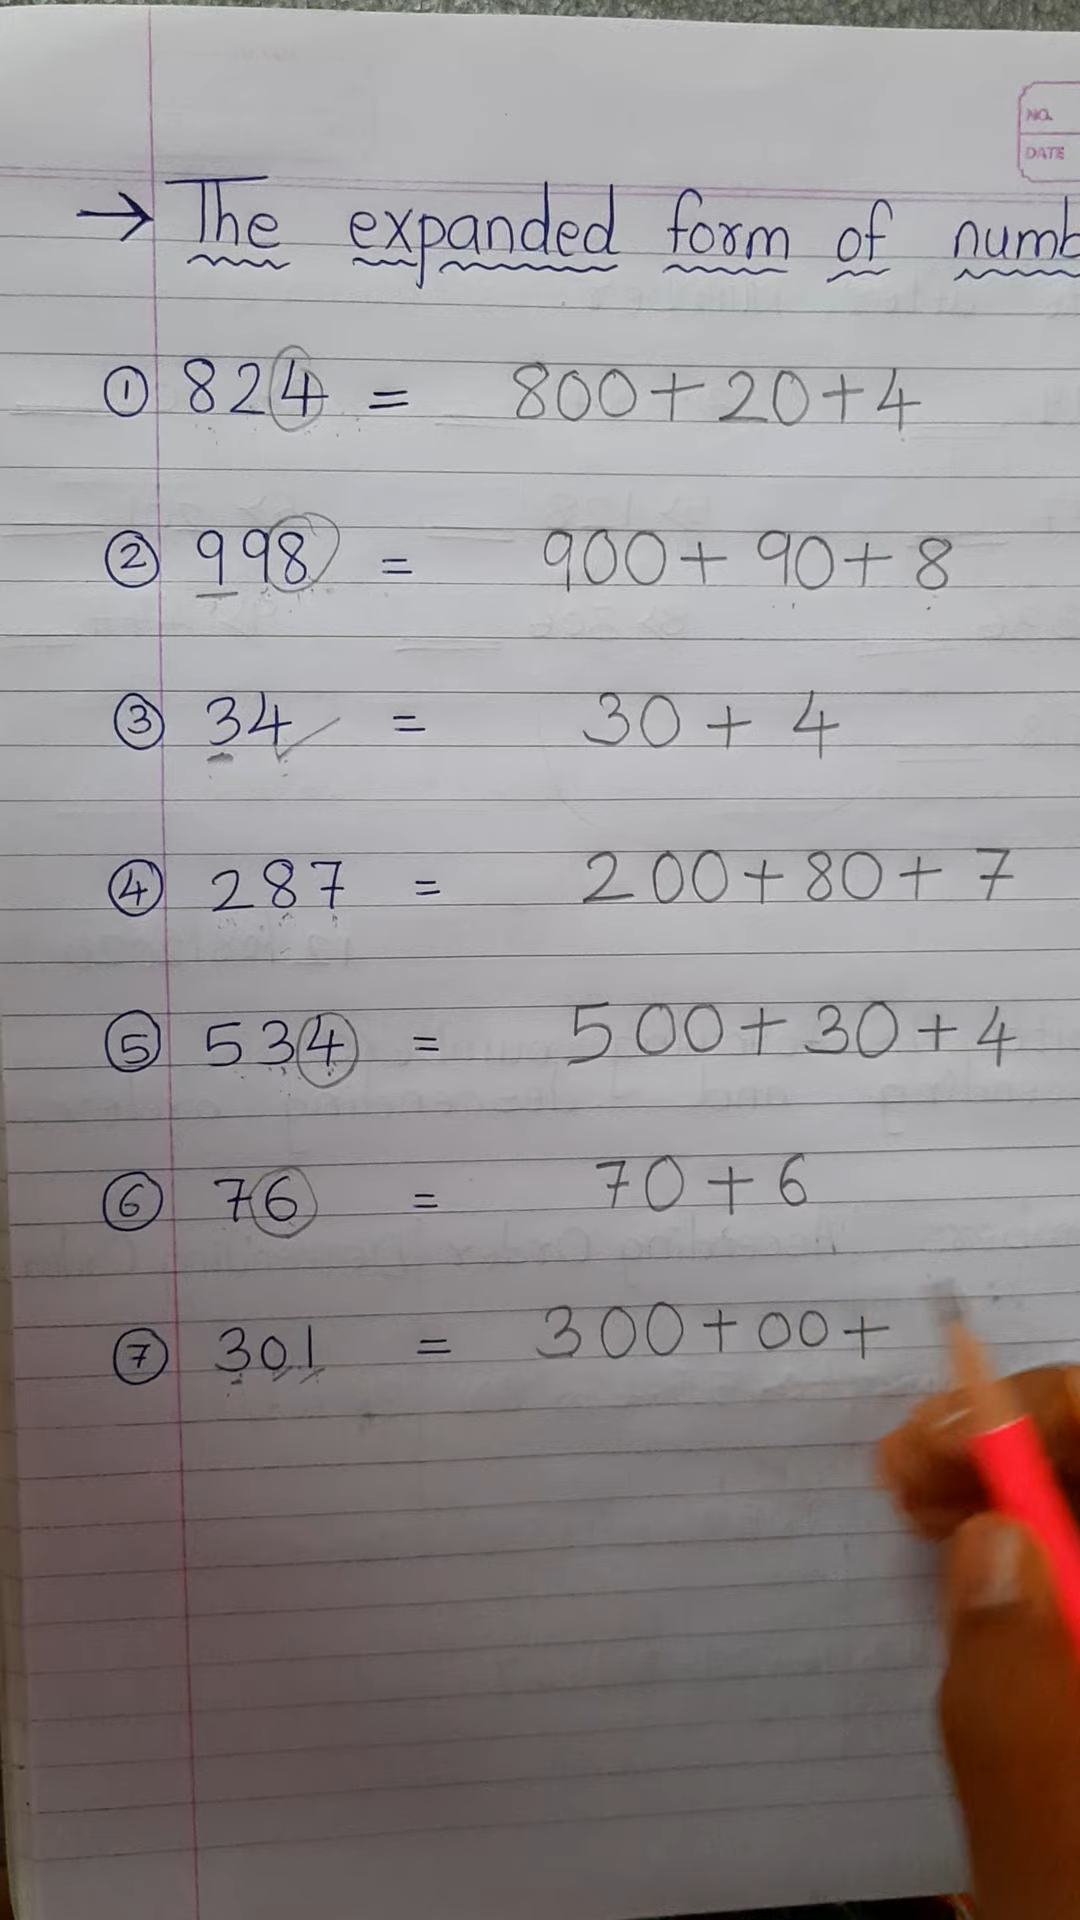 NO.
DATE
→ The expanded form of numb
① 824 = 800+20+4
② 998 = 900+90+8
③ 34 = 30+4
④ 287 = 200+80+7
⑤ 534 = 500+30+4
⑥ 76 = 70+6
⑦ 301 = 300+00+